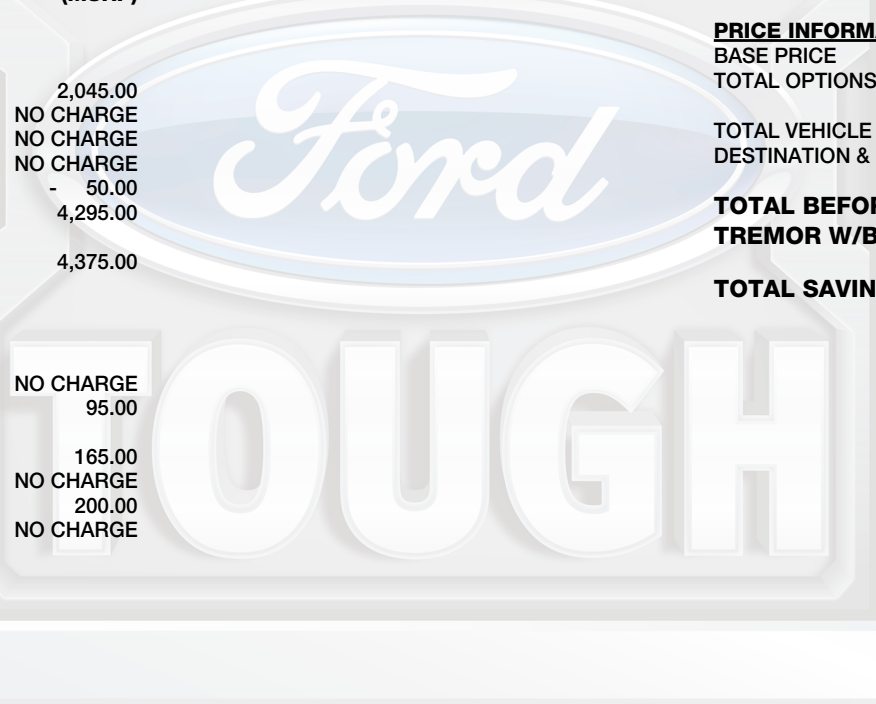 2,045.00
NO CHARGE
NO CHARGE
NO CHARGE
- 50.00
4,295.00
4,375.00
NO CHARGE
95.00
165.00
NO CHARGE
200.00
NO CHARGE
PRICE INFORMA
BASE PRICE
TOTAL OPTIONS
TOTAL VEHICLE
DESTINATION &
TOTAL BEFOR
TREMOR W/B
TOTAL SAVIN
Ford
TOUGH